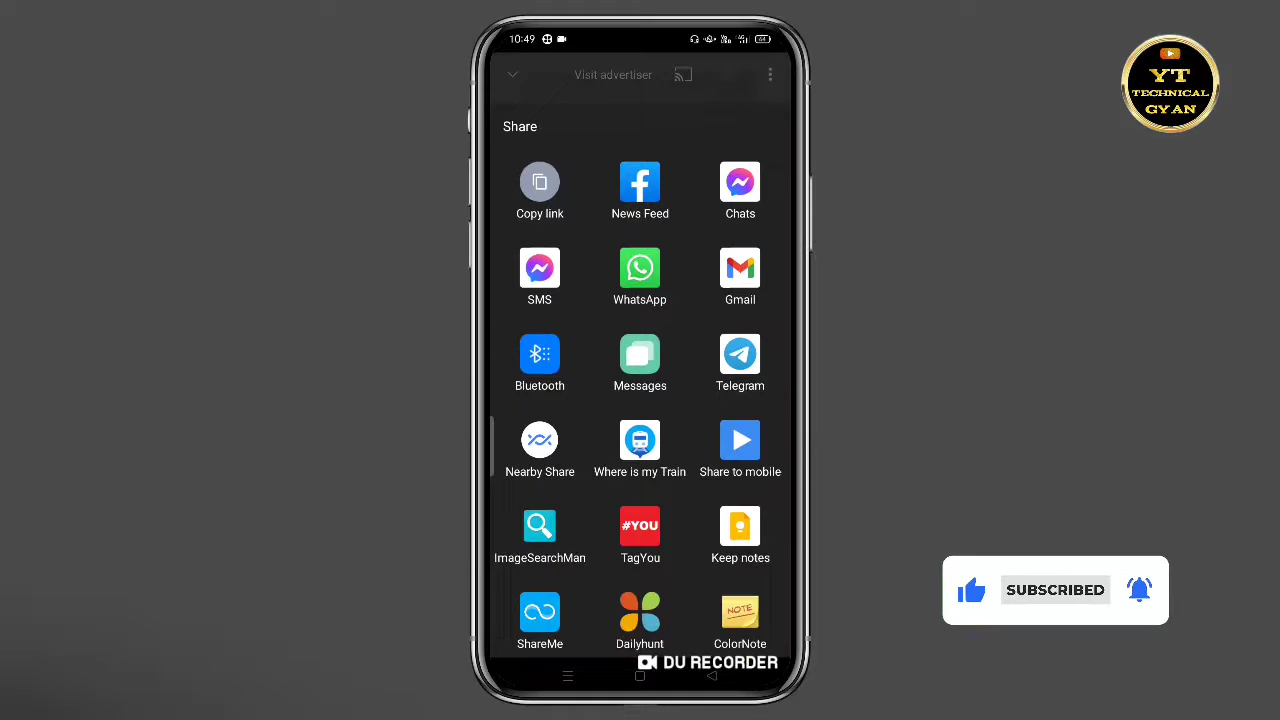 10:49
64
Visit advertiser
Share
Copy link
News Feed
Chats
SMS
WhatsApp
Gmail
Bluetooth
Messages
Telegram
Nearby Share
Where is my Train
Share to mobile
#YOU
ImageSearchMan
TagYou
Keep notes
NOTE
ShareMe
Dailyhunt
ColorNote
DU RECORDER
YT
TECHNICAL
GYAN
SUBSCRIBED